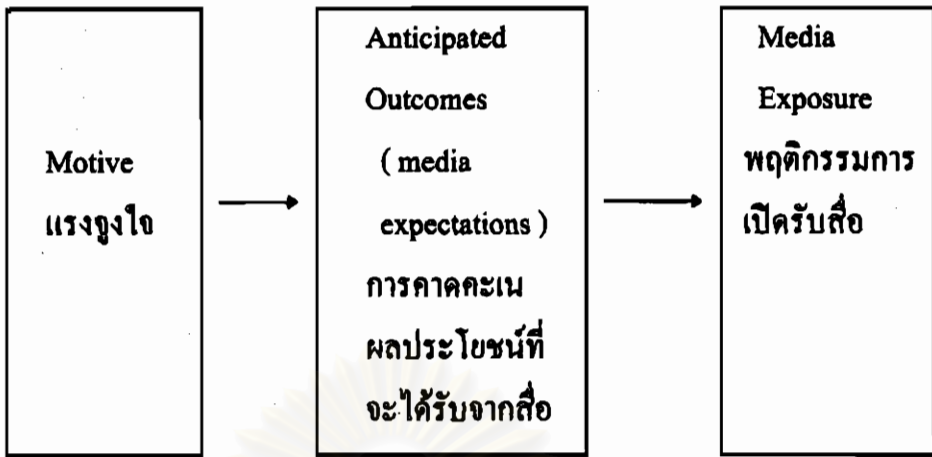 Motive
แรงจูงใจ
Anticipated
Outcomes
( media
expectations )
การคาดคะเน
ผลประโยชน์ที่
จะได้รับจากสื่อ
Media
Exposure
พฤติกรรมการ
เปิดรับสื่อ